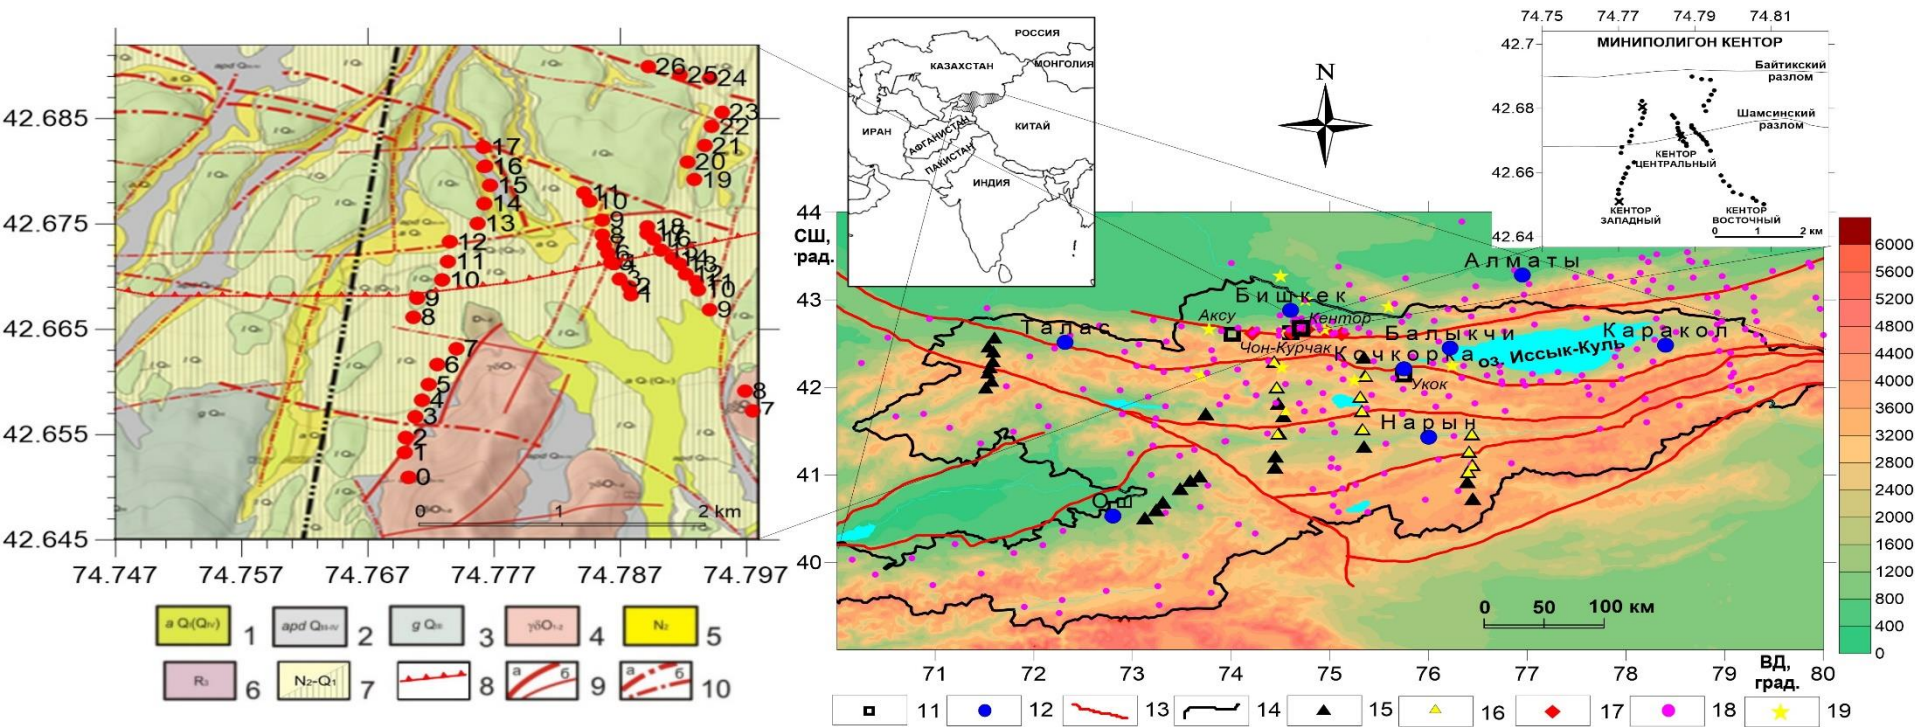 42.685
42.675
42.665
42.655
42.645
74.747 74.757 74.767 74.777 74.787 74.797
26 25 24
23
22
21
20
19
17
16
15
14
13
12
11
10
9
8
7
6
5
4
3
2
1
0
11
10
9
8
18
10
9
8
7
g QIII
0 1 2 km
a QI(QIV) 1
apd QIII-IV 2
g QIII 3
γδO1-2 4
N2 5
R3 6
N2-Q1 7
8
а б 9
а б 10
РОССИЯ
КАЗАХСТАН
МОНГОЛИЯ
ИРАН
АФГАНИСТАН
КИТАЙ
ПАКИСТАН
ИНДИЯ
N
74.75 74.77 74.79 74.81
42.7
42.68
42.66
42.64
МИНИПОЛИГОН КЕНТОР
Байтикский
разлом
Шамсинский
разлом
КЕНТОР
ЦЕНТРАЛЬНЫЙ
КЕНТОР
ЗАПАДНЫЙ
КЕНТОР
ВОСТОЧНЫЙ
0 1 2 км
44
СШ,
град.
43
42
41
40
Алматы
Бишкек
Аксу
Кентор
Талас
Балыкчи
Каракол
Чон-Курчак
Кочкорка
оз. Иссык-Куль
Укок
Нарын
Ош
0 50 100 км
71 72 73 74 75 76 77 78 79 80
ВД,
град.
6000
5600
5200
4800
4400
4000
3600
3200
2800
2400
2000
1600
1200
800
400
0
11 12 13 14 15 16 17 18 19